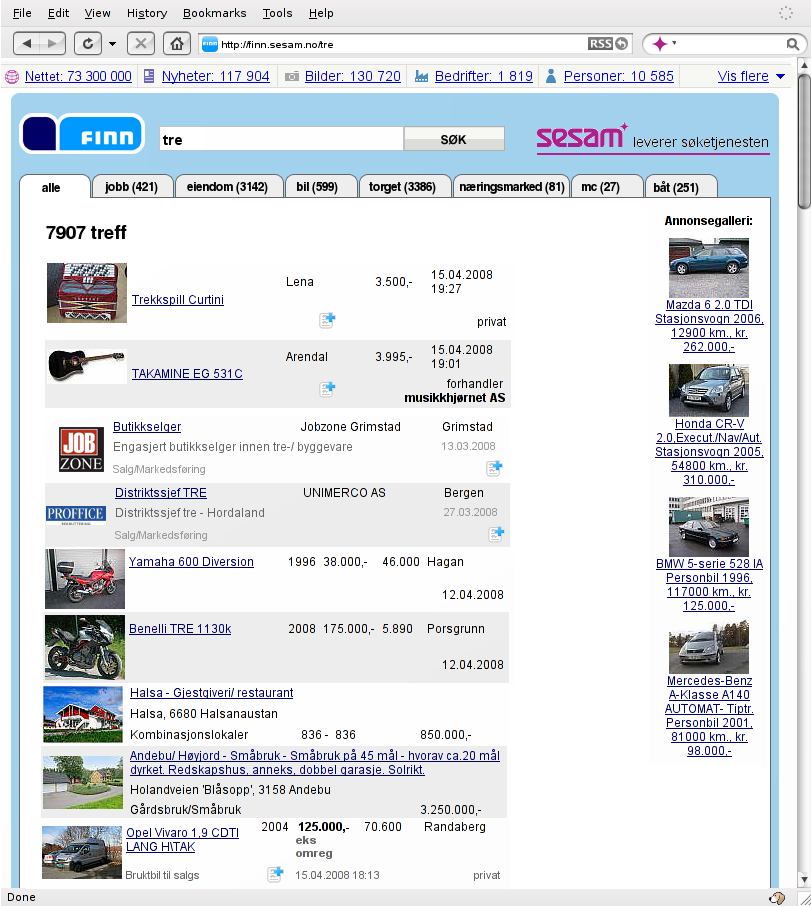 File Edit View History Bookmarks Tools Help
http://finn.sesam.no/tre RSS
Nettet: 73 300 000 Nyheter: 117 904 Bilder: 130 720 Bedrifter: 1 819 Personer: 10 585 Vis flere
FINN tre SØK sesam leverer søketjenesten
alle jobb (421) eiendom (3142) bil (599) torget (3386) næringsmarked (81) mc (27) båt (251)
7907 treff
Trekkspill Curtini Lena 3.500,- 15.04.2008
19:27
privat
TAKAMINE EG 531C Arendal 3.995,- 15.04.2008
19:01
forhandler
musikkhjørnet AS
JOB
ZONE
Butikkselger Jobzone Grimstad Grimstad
Engasjert butikkselger innen tre-/ byggevare 13.03.2008
Salg/Markedsføring
PROFFICE
Distriktssjef TRE UNIMERCO AS Bergen
Distriktssjef tre - Hordaland 27.03.2008
Salg/Markedsføring
Yamaha 600 Diversion 1996 38.000,- 46.000 Hagan
12.04.2008
Benelli TRE 1130k 2008 175.000,- 5.890 Porsgrunn
12.04.2008
Halsa - Gjestgiveri/ restaurant
Halsa, 6680 Halsanaustan
Kombinasjonslokaler 836 - 836 850.000,-
Andebu/ Høyjord - Småbruk - Småbruk på 45 mål - hvorav ca.20 mål
dyrket. Redskapshus, anneks, dobbel garasje. Solrikt.
Holandveien 'Blåsopp', 3158 Andebu
Gårdsbruk/Småbruk 3.250.000,-
Opel Vivaro 1,9 CDTI
LANG H\TAK
2004 125.000,- 70.600 Randaberg
eks
omreg
Bruktbil til salgs 15.04.2008 18:13 privat
Annonsegalleri:
Mazda 6 2.0 TDI
Stasjonsvogn 2006,
12900 km., kr.
262.000,-
Honda CR-V
2.0,Execut./Nav/Aut.
Stasjonsvogn 2005,
54800 km., kr.
310.000,-
BMW 5-serie 528 IA
Personbil 1996,
117000 km., kr.
125.000,-
Mercedes-Benz
A-Klasse A140
AUTOMAT- Tiptr.
Personbil 2001,
81000 km., kr.
98.000,-
Done